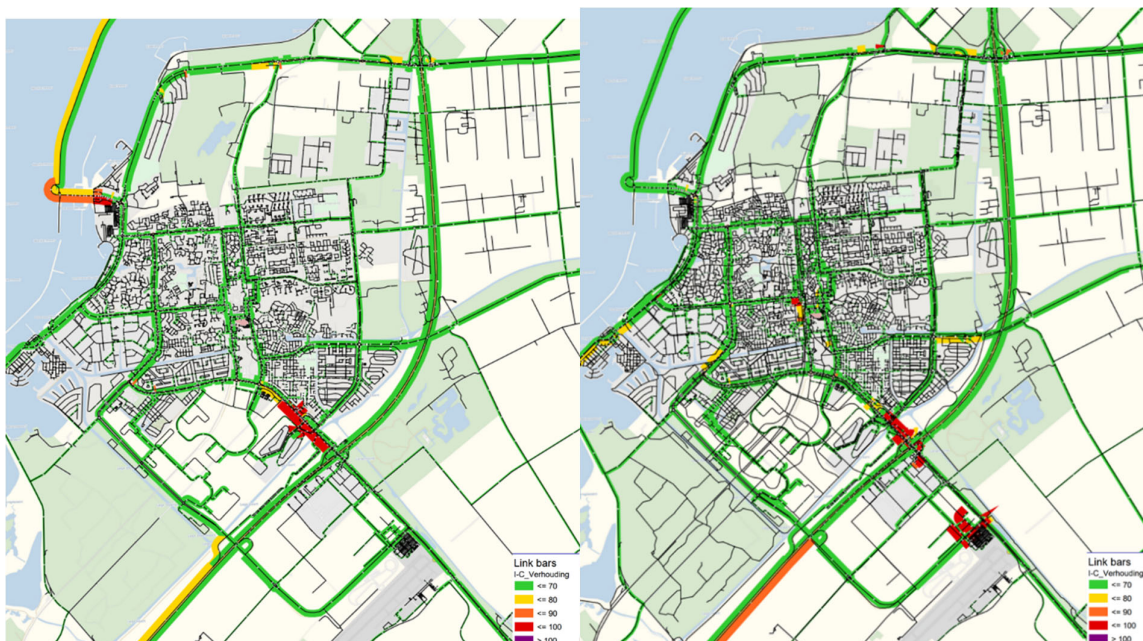 Link bars
I-C_Verhouding
<= 70
<= 80
<= 90
<= 100
> 100
Link bars
I-C_Verhouding
<= 70
<= 80
<= 90
<= 100
> 100